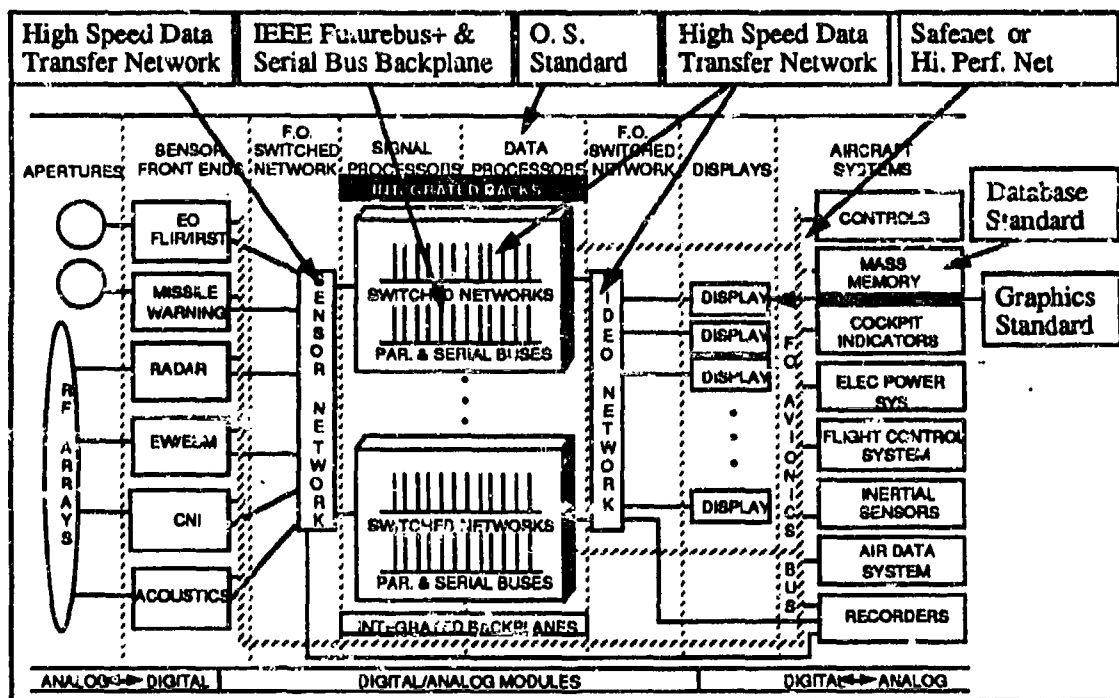 High Speed Data
Transfer Network
IEEE Futurebus+ &
Serial Bus Backplane
O. S.
Standard
High Speed Data
Transfer Network
Safenet or
Hi. Perf. Net
APERTURES
SENSOR
FRONT ENDS
F.O.
SWITCHED
NETWORK
SIGNAL
PROCESSORS
DATA
PROCESSORS
F.O.
SWITCHED
NETWORK
DISPLAYS
AIRCRAFT
SYSTEMS
INTEGRATED RACKS
EO
FLIR/IRST
MISSILE
WARNING
RADAR
EW/ELM
CNI
ACOUSTICS
RF ARRAYS
SENSOR NETWORK
SWITCHED NETWORKS
PAR. & SERIAL BUSES
SWITCHED NETWORKS
PAR. & SERIAL BUSES
INTEGRATED BACKPLANES
VIDEO NETWORK
DISPLAY
DISPLAY
DISPLAY
DISPLAY
F.O. AVIONICS BUS
CONTROLS
MASS
MEMORY
COCKPIT
INDICATORS
ELEC POWER
SYS
FLIGHT CONTROL
SYSTEM
INERTIAL
SENSORS
AIR DATA
SYSTEM
RECORDERS
Database
Standard
Graphics
Standard
ANALOG DIGITAL
DIGITAL/ANALOG MODULES
DIGITAL ANALOG